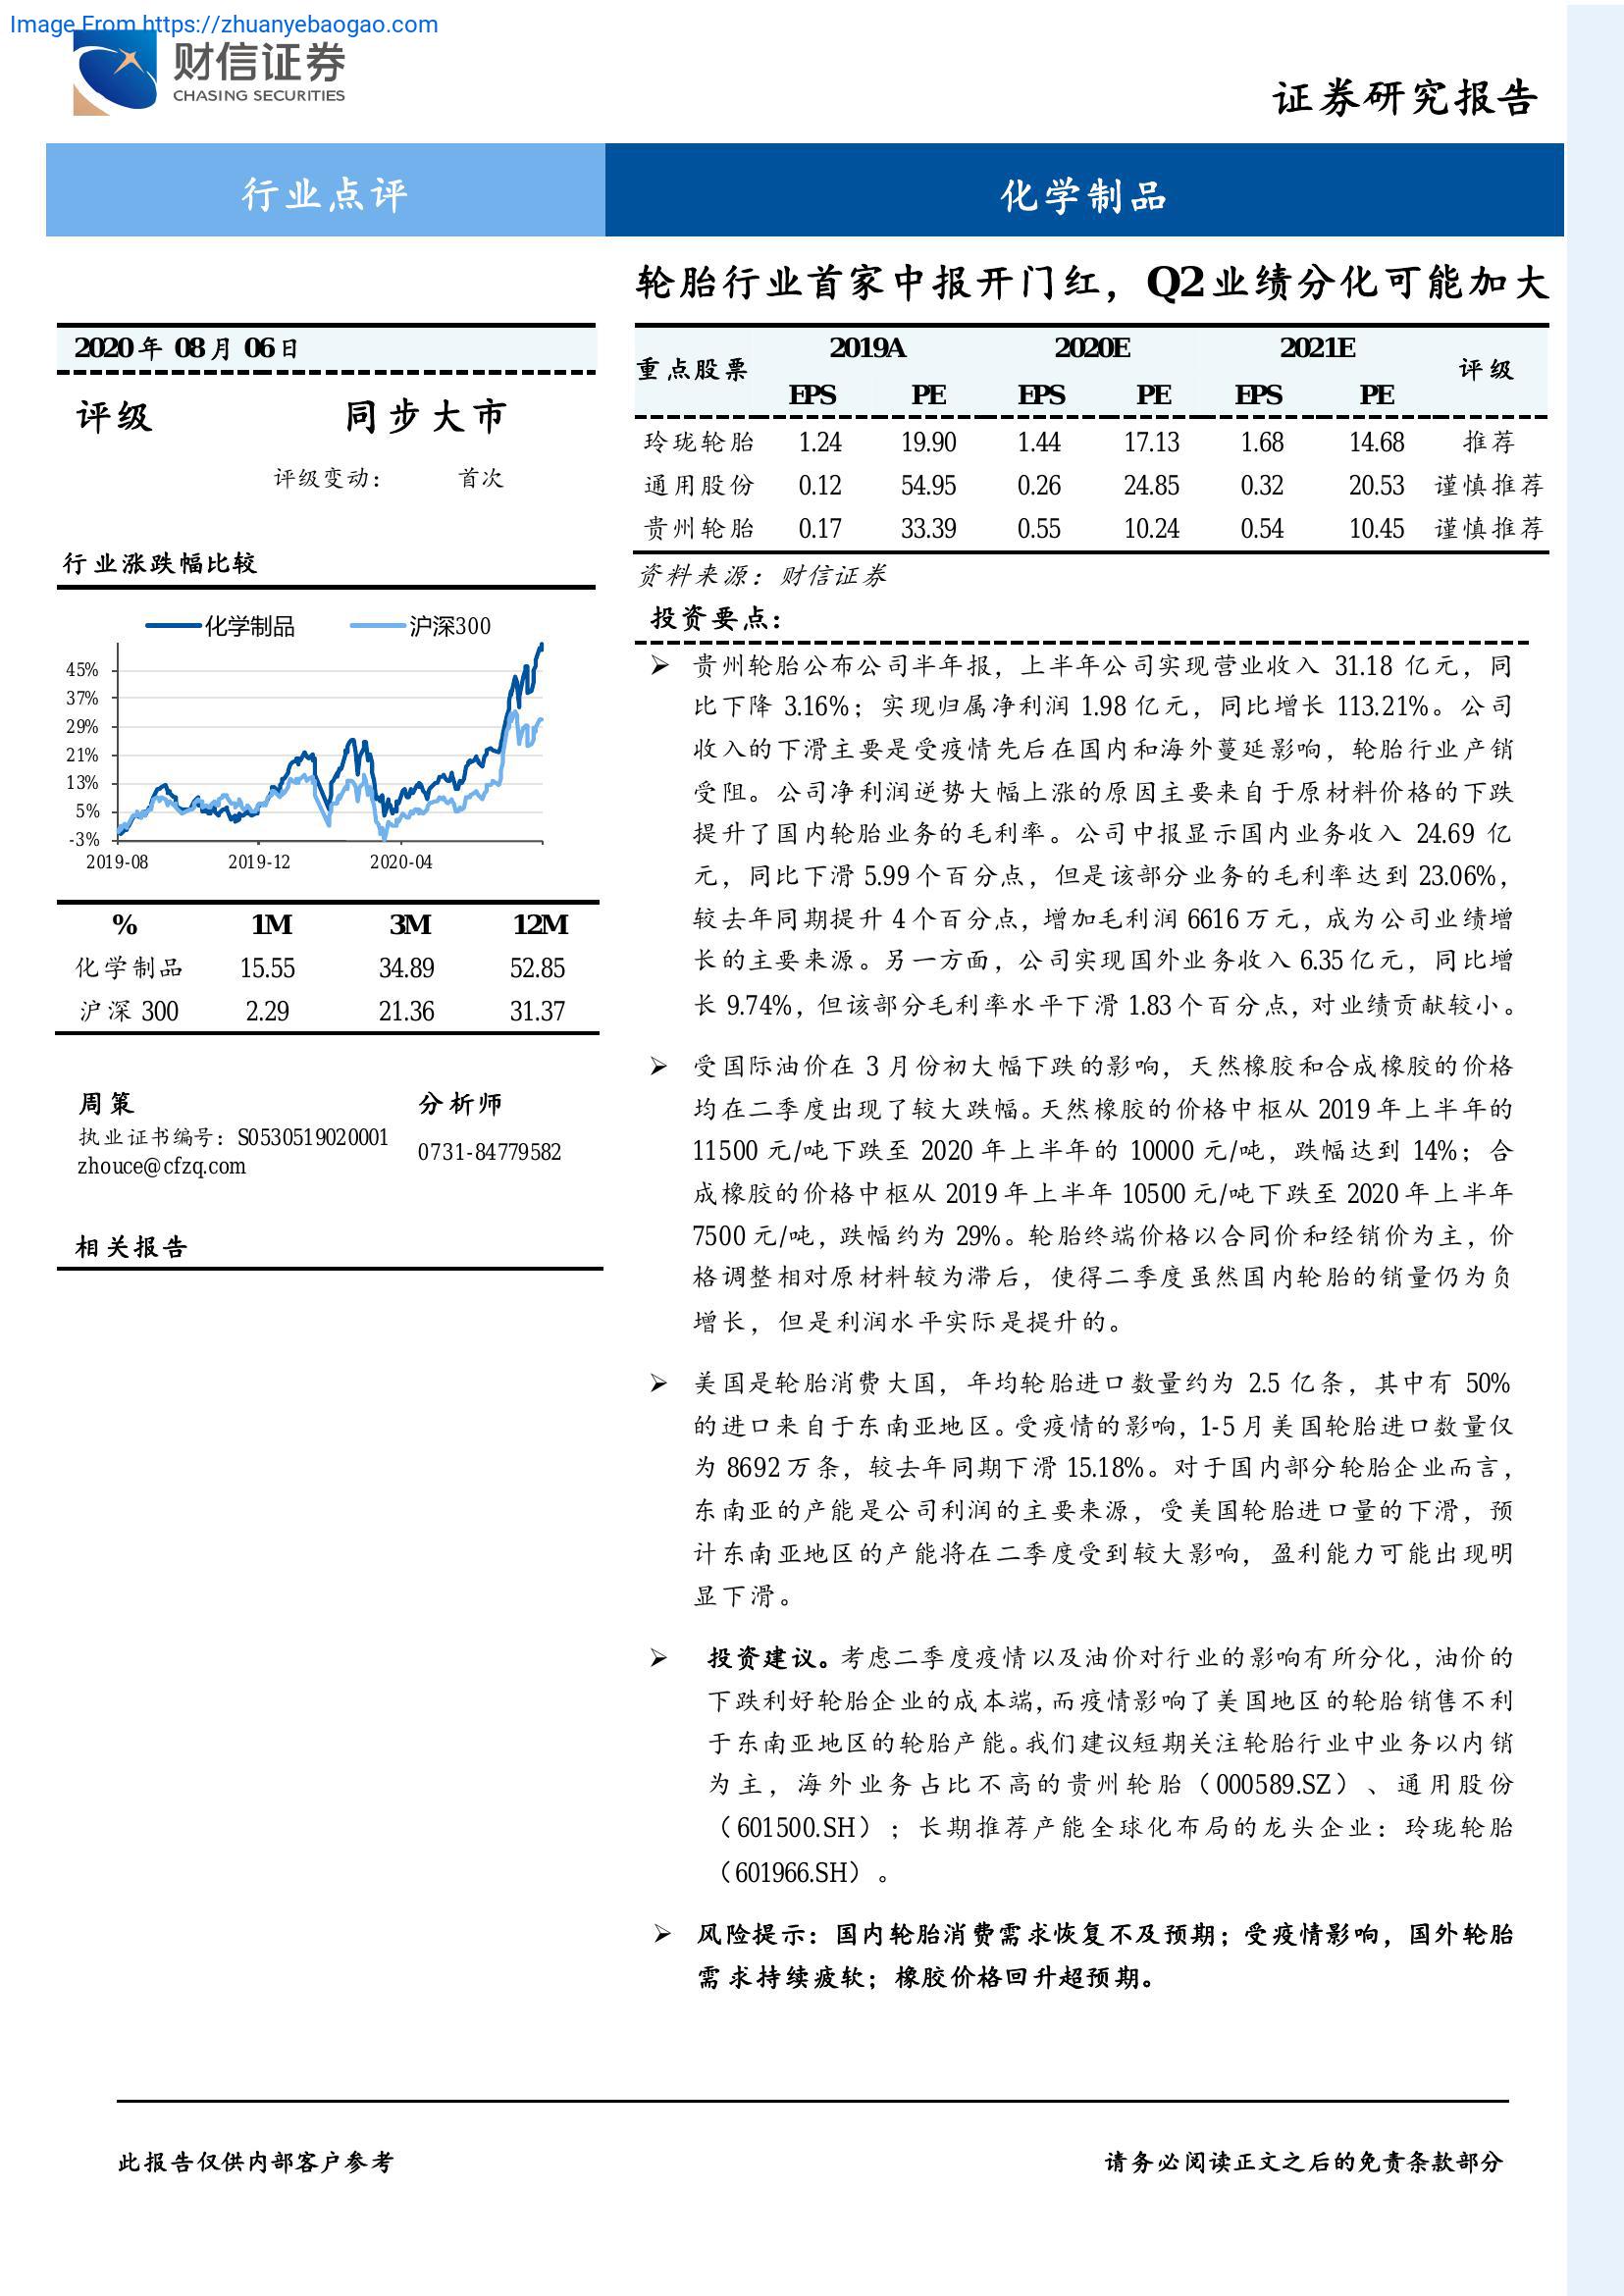 Image From https://zhuanyebaogao.com
财信证券
CHASING SECURITIES
证券研究报告
行业点评
化学制品
轮胎行业首家中报开门红，Q2业绩分化可能加大
2020 年 08 月 06 日
评级 同步大市
评级变动： 首次
行业涨跌幅比较
化学制品 沪深300
45%
37%
29%
21%
13%
5%
-3%
2019-08 2019-12 2020-04
% 1M 3M 12M
化学制品 15.55 34.89 52.85
沪深 300 2.29 21.36 31.37
周策 分析师
执业证书编号：S0530519020001 0731-84779582
zhouce@cfzq.com
相关报告
重点股票 2019A 2020E 2021E 评级
EPS PE EPS PE EPS PE
玲珑轮胎 1.24 19.90 1.44 17.13 1.68 14.68 推荐
通用股份 0.12 54.95 0.26 24.85 0.32 20.53 谨慎推荐
贵州轮胎 0.17 33.39 0.55 10.24 0.54 10.45 谨慎推荐
资料来源：财信证券
投资要点：
➢ 贵州轮胎公布公司半年报，上半年公司实现营业收入 31.18 亿元，同
比下降 3.16%；实现归属净利润 1.98 亿元，同比增长 113.21%。公司
收入的下滑主要是受疫情先后在国内和海外蔓延影响，轮胎行业产销
受阻。公司净利润逆势大幅上涨的原因主要来自于原材料价格的下跌
提升了国内轮胎业务的毛利率。公司中报显示国内业务收入 24.69 亿
元，同比下滑 5.99 个百分点，但是该部分业务的毛利率达到 23.06%，
较去年同期提升 4 个百分点，增加毛利润 6616 万元，成为公司业绩增
长的主要来源。另一方面，公司实现国外业务收入 6.35 亿元，同比增
长 9.74%，但该部分毛利率水平下滑 1.83 个百分点，对业绩贡献较小。
➢ 受国际油价在 3 月份初大幅下跌的影响，天然橡胶和合成橡胶的价格
均在二季度出现了较大跌幅。天然橡胶的价格中枢从 2019 年上半年的
11500 元/吨下跌至 2020 年上半年的 10000 元/吨，跌幅达到 14%；合
成橡胶的价格中枢从 2019 年上半年 10500 元/吨下跌至 2020 年上半年
7500 元/吨，跌幅约为 29%。轮胎终端价格以合同价和经销价为主，价
格调整相对原材料较为滞后，使得二季度虽然国内轮胎的销量仍为负
增长，但是利润水平实际是提升的。
➢ 美国是轮胎消费大国，年均轮胎进口数量约为 2.5 亿条，其中有 50%
的进口来自于东南亚地区。受疫情的影响，1-5 月美国轮胎进口数量仅
为 8692 万条，较去年同期下滑 15.18%。对于国内部分轮胎企业而言，
东南亚的产能是公司利润的主要来源，受美国轮胎进口量的下滑，预
计东南亚地区的产能将在二季度受到较大影响，盈利能力可能出现明
显下滑。
➢ 投资建议。考虑二季度疫情以及油价对行业的影响有所分化，油价的
下跌利好轮胎企业的成本端，而疫情影响了美国地区的轮胎销售不利
于东南亚地区的轮胎产能。我们建议短期关注轮胎行业中业务以内销
为主，海外业务占比不高的贵州轮胎（000589.SZ）、通用股份
（601500.SH）；长期推荐产能全球化布局的龙头企业：玲珑轮胎
（601966.SH）。
➢ 风险提示：国内轮胎消费需求恢复不及预期；受疫情影响，国外轮胎
需求持续疲软；橡胶价格回升超预期。
此报告仅供内部客户参考
请务必阅读正文之后的免责条款部分